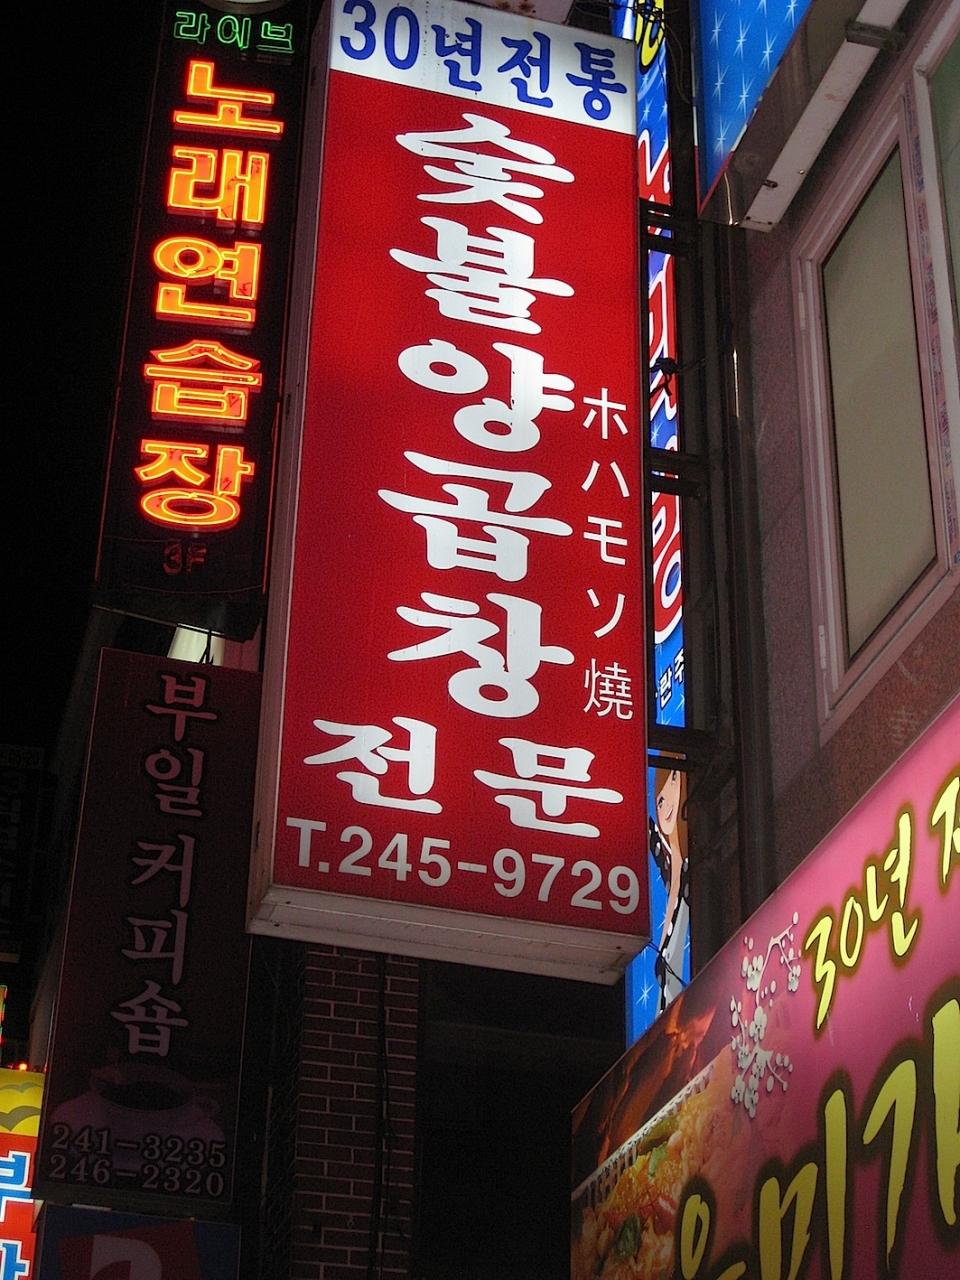 라이브
노래연습장
3F
30년전통
숯불양곱창
ホハモソ燒
전문
T.245-9729
부일커피숍
241-3235
246-2320
30년